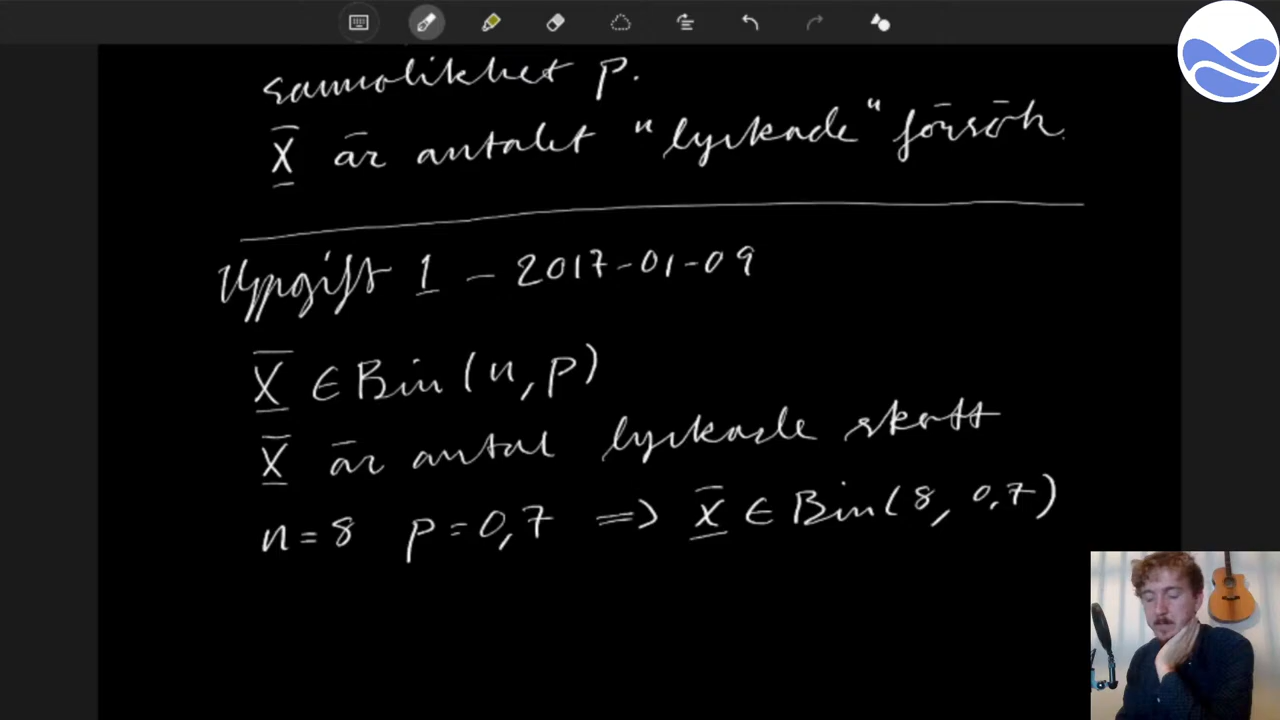 sannolikhet p.
X är antalet "lyckade" försök.
Uppgift 1 - 2017-01-09
X ∈ Bin(n, p)
X är antal lyckade skott
n = 8 p = 0,7 => X ∈ Bin(8, 0,7)